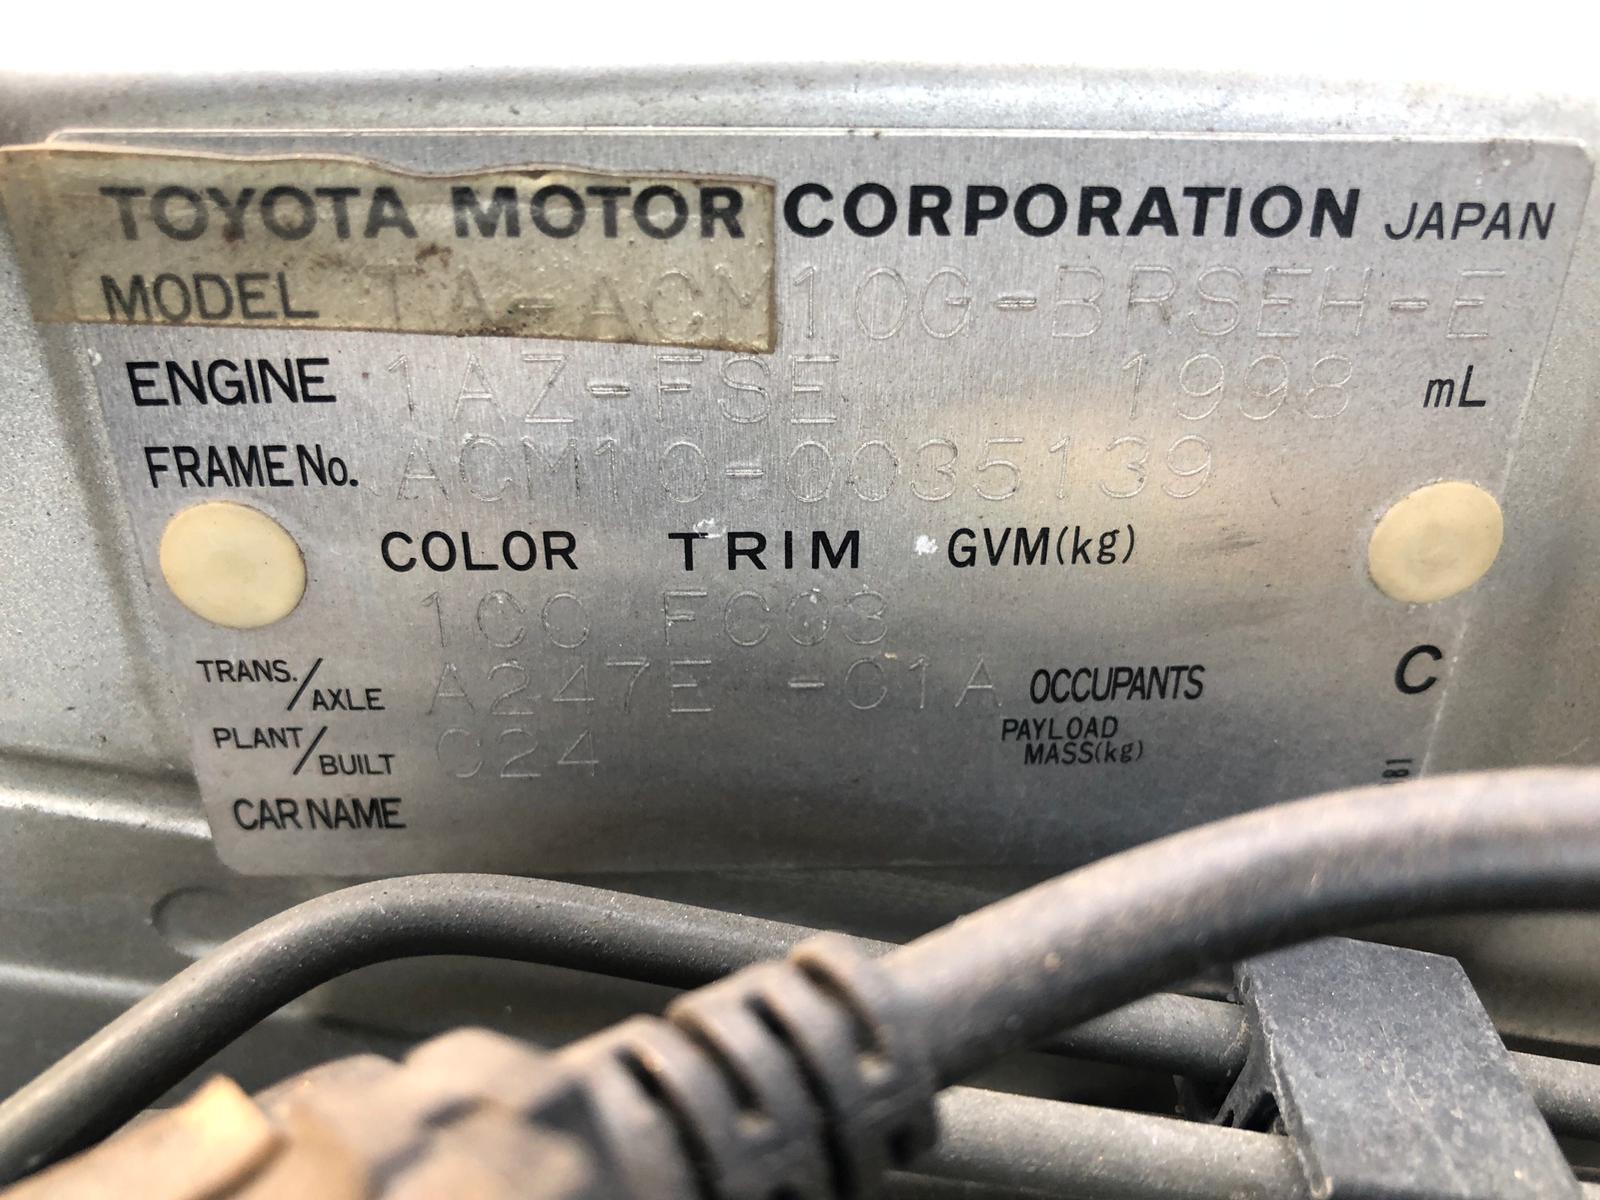 TOYOTA MOTOR CORPORATION JAPAN
MODEL TA-ACM10G-BRSEH-E
ENGINE 1AZ-FSE 1998 mL
FRAME No. ACM10-0035139
COLOR TRIM GVM(kg)
1C0 FC03
TRANS./AXLE A247E -01A OCCUPANTS C
PLANT/BUILT C24 PAYLOAD MASS(kg)
CAR NAME